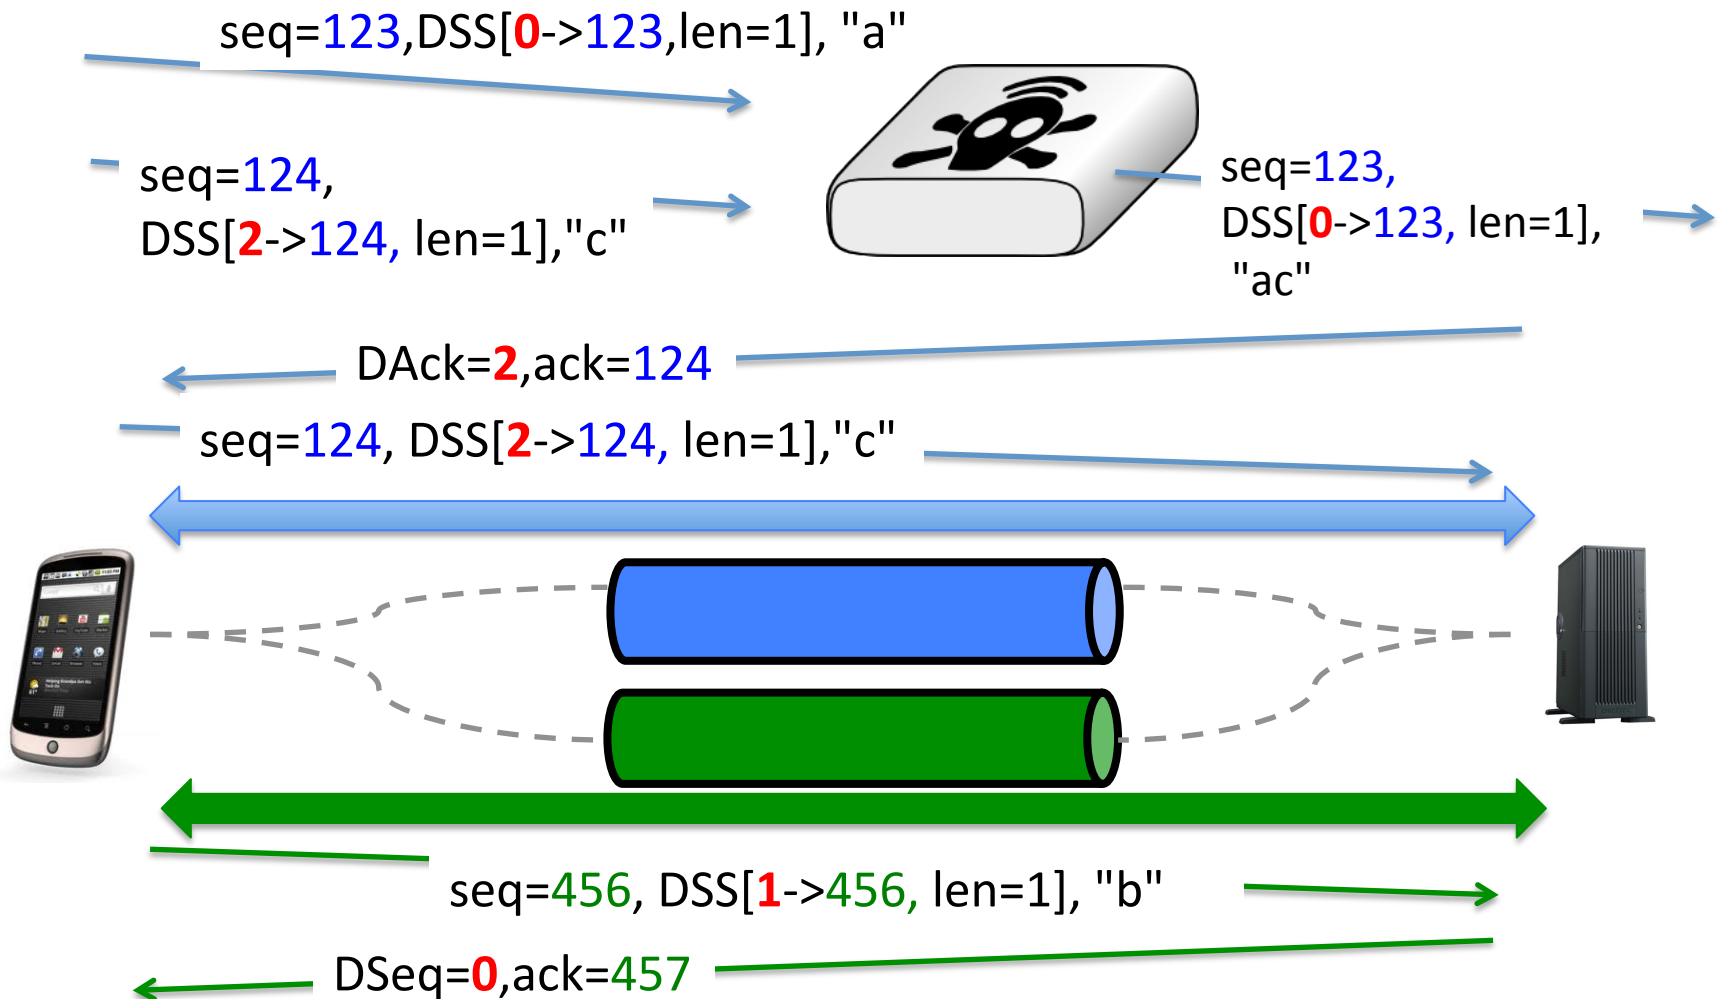 seq=123,DSS[0->123,len=1], "a"
seq=124,
DSS[2->124, len=1],"c"
seq=123,
DSS[0->123, len=1],
"ac"
DAck=2,ack=124
seq=124, DSS[2->124, len=1],"c"
seq=456, DSS[1->456, len=1], "b"
DSeq=0,ack=457